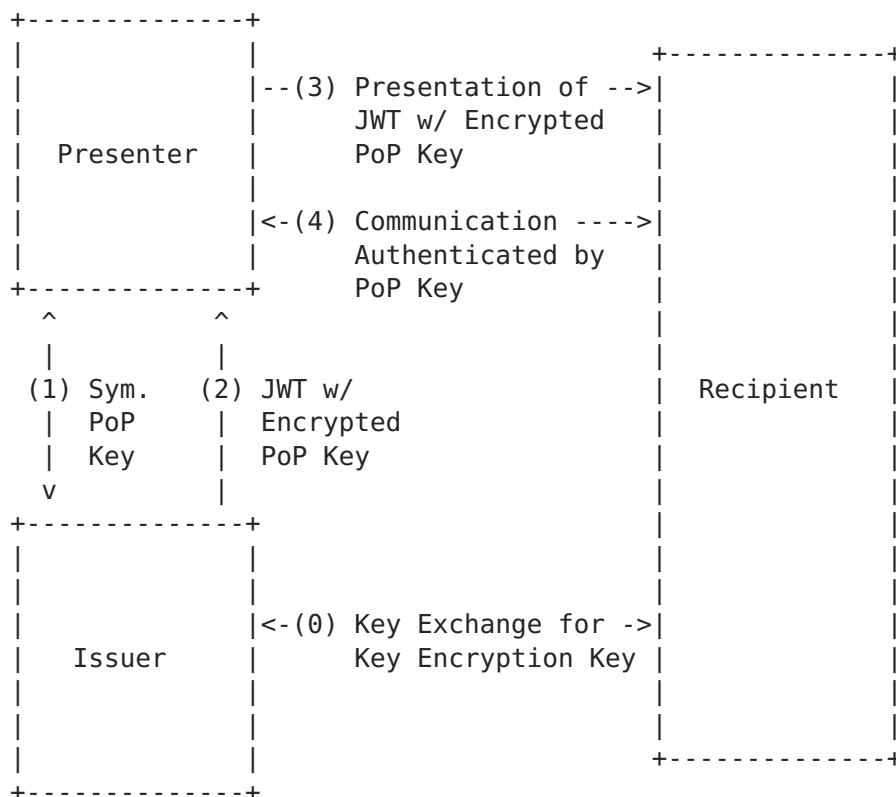 --(3) Presentation of -->
JWT w/ Encrypted
Presenter PoP Key
<-(4) Communication ---->
Authenticated by
PoP Key
(1) Sym. (2) JWT w/ Recipient
PoP Encrypted
Key PoP Key
<-(0) Key Exchange for ->
Issuer Key Encryption Key